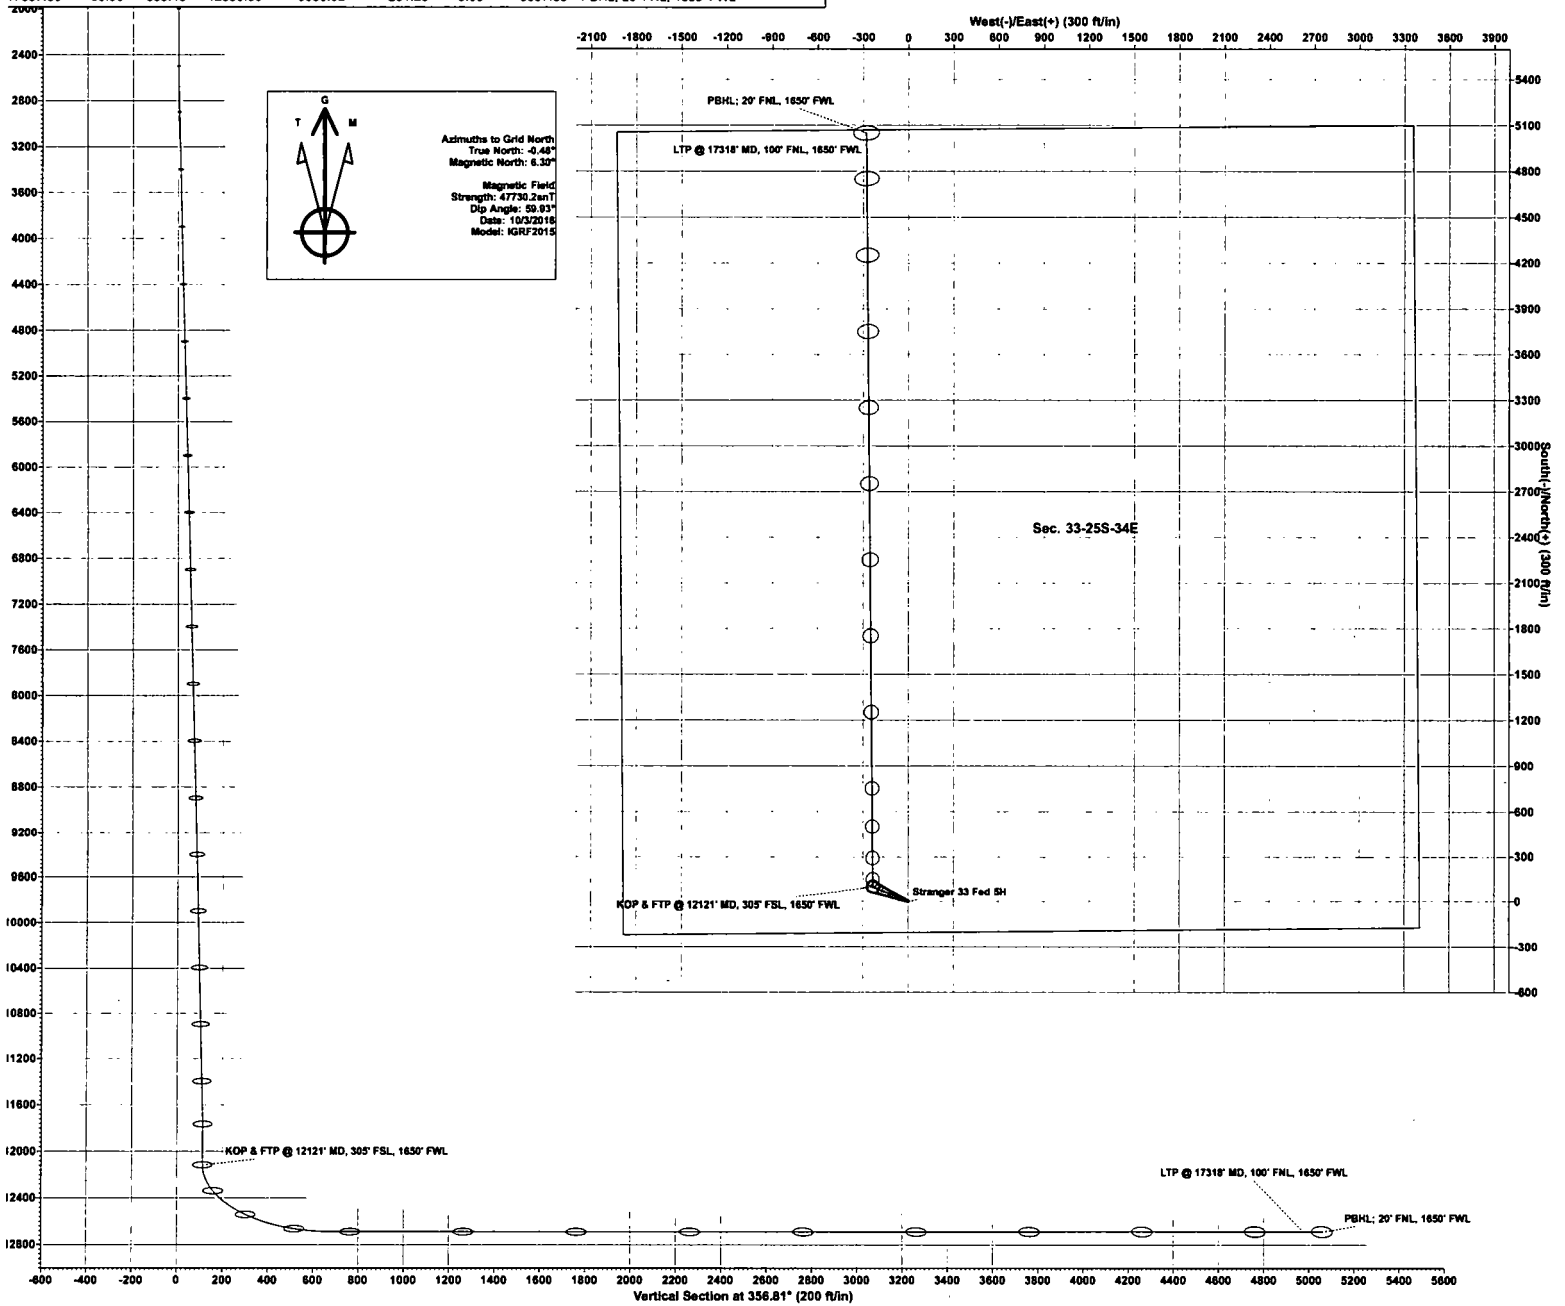 PBHL; 20' FNL, 1650' FWL
West(-)/East(+) (300 ft/in)
-2100 -1800 -1500 -1200 -900 -600 -300 0 300 600 900 1200 1500 1800 2100 2400 2700 3000 3300 3600 3900
G
T M
Azimuths to Grid North
True North: -0.48°
Magnetic North: 6.30°
Magnetic Field
Strength: 47730.2snT
Dip Angle: 59.93°
Date: 10/3/2018
Model: IGRF2015
PBHL; 20' FNL, 1650' FWL
LTP @ 17318' MD, 100' FNL, 1650' FWL
Sec. 33-25S-34E
Stranger 33 Fed 5H
KOP & FTP @ 12121' MD, 305' FSL, 1650' FWL
5400
5100
4800
4500
4200
3900
3600
3300
3000
2700
2400
2100
1800
1500
1200
900
600
300
0
-300
-600
South(-)/North(+) (300 ft/in)
2000
2400
2800
3200
3600
4000
4400
4800
5200
5600
6000
6400
6800
7200
7600
8000
8400
8800
9200
9600
10000
10400
10800
11200
11600
12000
12400
12800
KOP & FTP @ 12121' MD, 305' FSL, 1650' FWL
LTP @ 17318' MD, 100' FNL, 1650' FWL
PBHL; 20' FNL, 1650' FWL
-600 -400 -200 0 200 400 600 800 1000 1200 1400 1600 1800 2000 2200 2400 2600 2800 3000 3200 3400 3600 3800 4000 4200 4400 4600 4800 5000 5200 5400 5600
Vertical Section at 356.81° (200 ft/in)